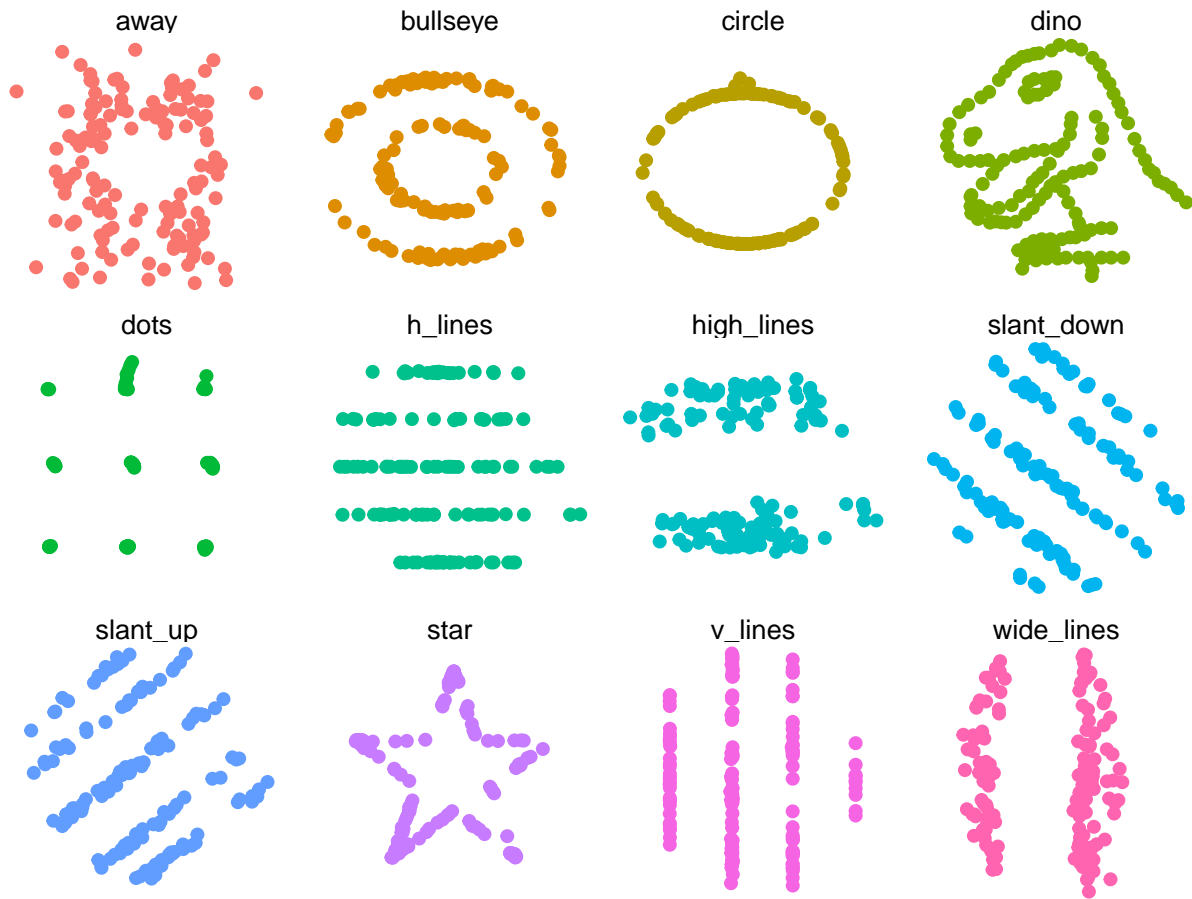 away
bullseye
circle
dino
dots
h_lines
high_lines
slant_down
slant_up
star
v_lines
wide_lines